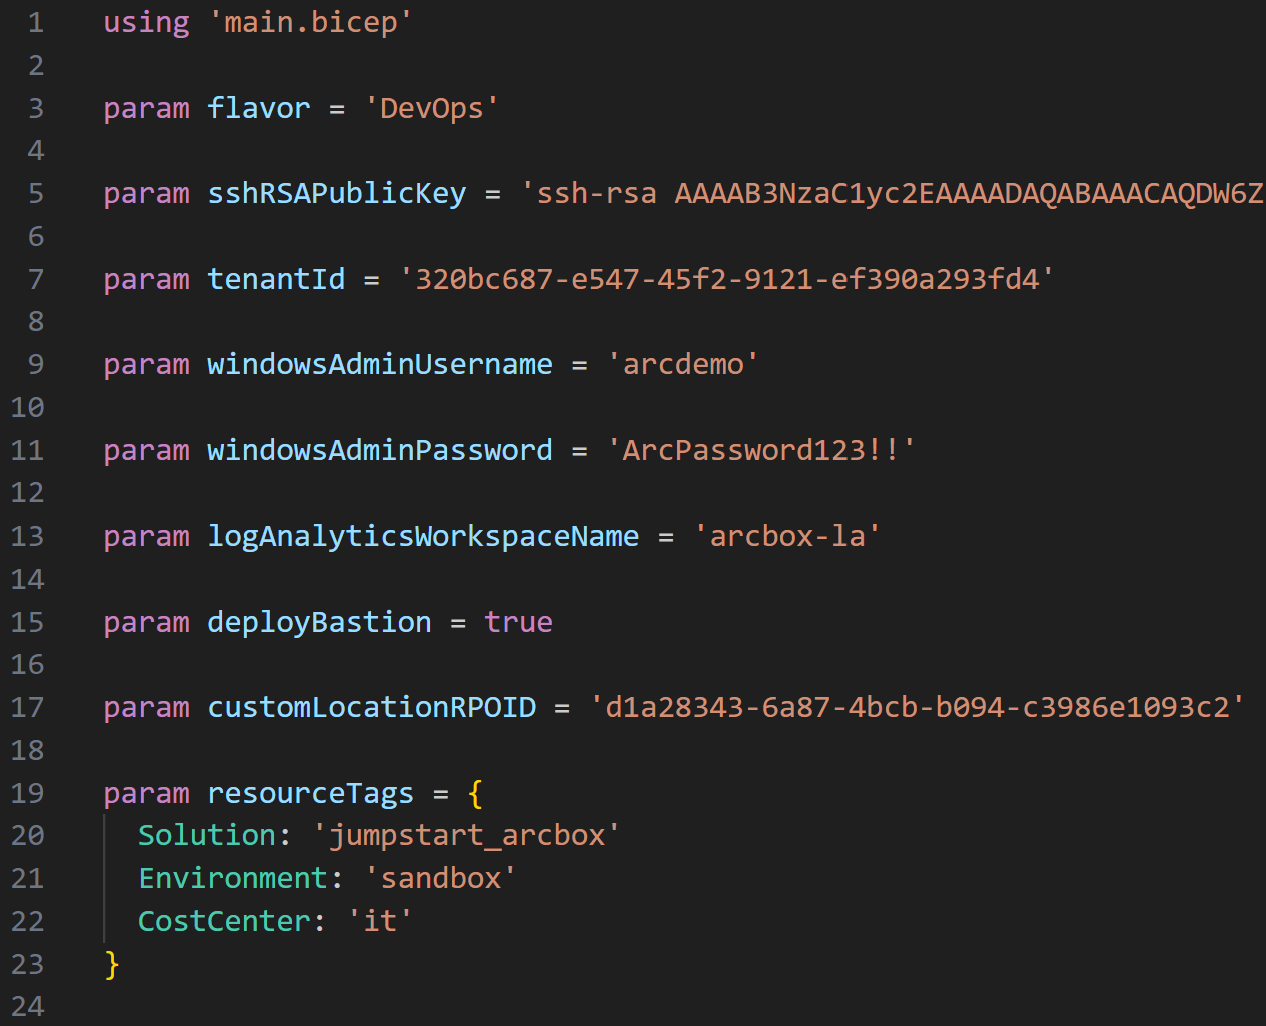 1 using 'main.bicep'
2
3 param flavor = 'DevOps'
4
5 param sshRSAPublicKey = 'ssh-rsa AAAAB3NzaC1yc2EAAAADAQABAAACAQDW6Z
6
7 param tenantId = '320bc687-e547-45f2-9121-ef390a293fd4'
8
9 param windowsAdminUsername = 'arcdemo'
10
11 param windowsAdminPassword = 'ArcPassword123!!'
12
13 param logAnalyticsWorkspaceName = 'arcbox-la'
14
15 param deployBastion = true
16
17 param customLocationRPOID = 'd1a28343-6a87-4bcb-b094-c3986e1093c2'
18
19 param resourceTags = {
20 Solution: 'jumpstart_arcbox'
21 Environment: 'sandbox'
22 CostCenter: 'it'
23 }
24